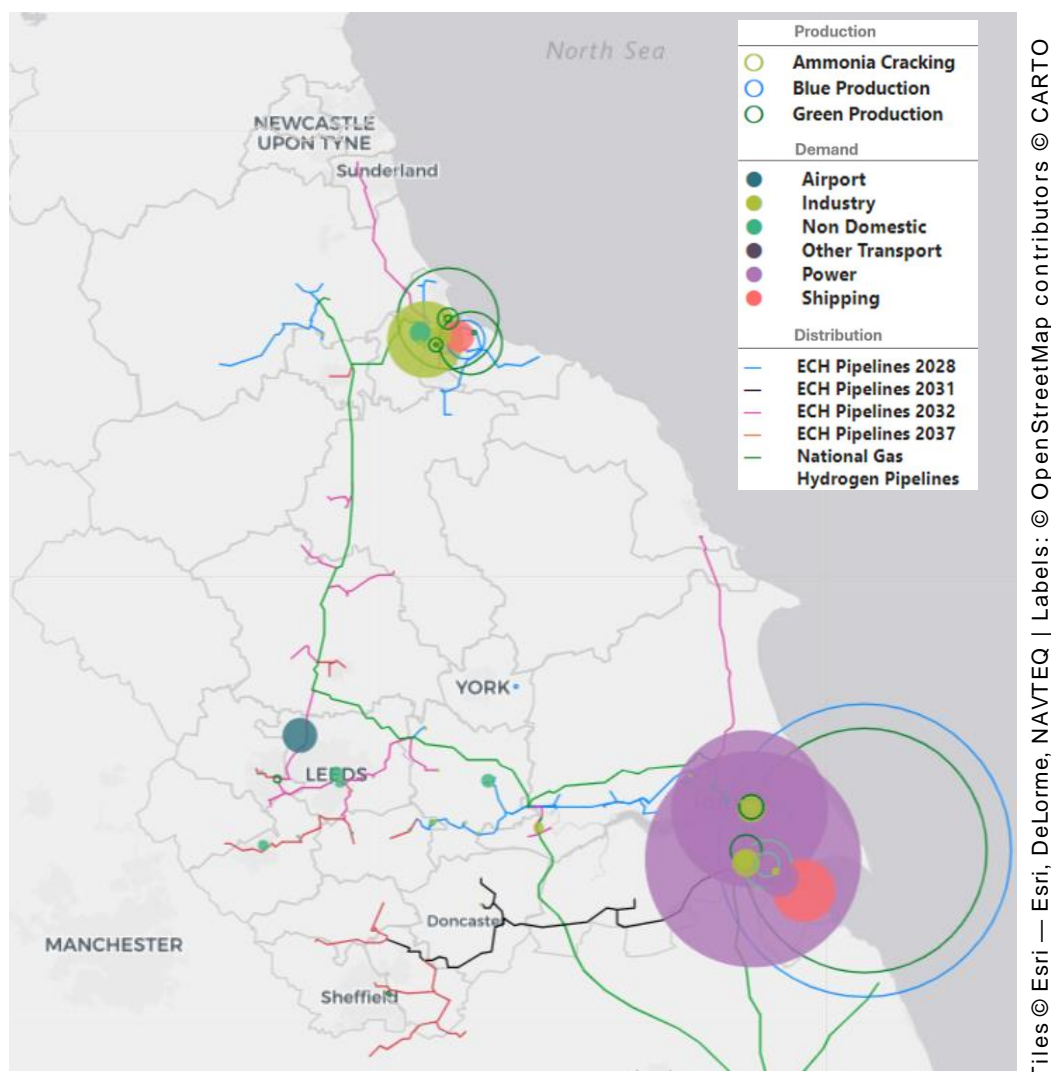 North Sea
NEWCASTLE
UPON TYNE
Sunderland
YORK
LEEDS
Doncaster
MANCHESTER
Sheffield
Production
Ammonia Cracking
Blue Production
Green Production
Demand
Airport
Industry
Non Domestic
Other Transport
Power
Shipping
Distribution
ECH Pipelines 2028
ECH Pipelines 2031
ECH Pipelines 2032
ECH Pipelines 2037
National Gas
Hydrogen Pipelines
Tiles © Esri — Esri, DeLorme, NAVTEQ | Labels: © OpenStreetMap contributors © CARTO